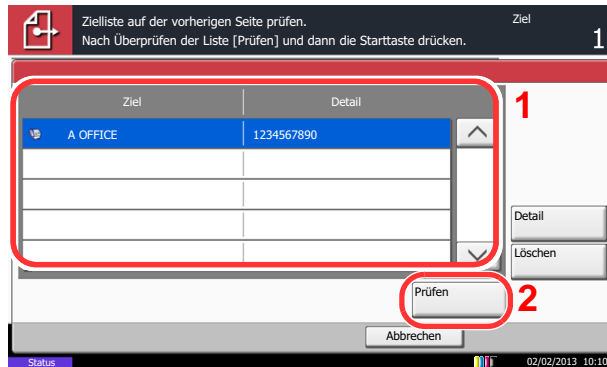 Zielliste auf der vorherigen Seite prüfen.
Nach Überprüfen der Liste [Prüfen] und dann die Starttaste drücken.
Ziel
1
Ziel
Detail
1
A OFFICE
1234567890
Detail
Löschen
Prüfen
2
Abbrechen
Status
02/02/2013 10:10